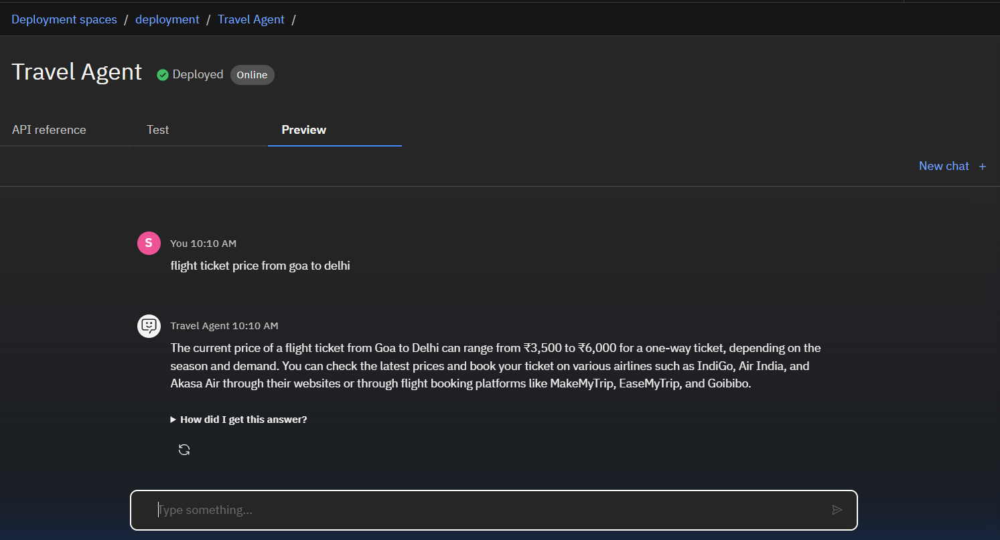 Deployment spaces / deployment / Travel Agent /
Travel Agent Deployed Online
API reference Test Preview
New chat +
S You 10:10 AM
flight ticket price from goa to delhi
Travel Agent 10:10 AM
The current price of a flight ticket from Goa to Delhi can range from ₹3,500 to ₹6,000 for a one-way ticket, depending on the
season and demand. You can check the latest prices and book your ticket on various airlines such as IndiGo, Air India, and
Akasa Air through their websites or through flight booking platforms like MakeMyTrip, EaseMyTrip, and Goibibo.
How did I get this answer?
Type something...